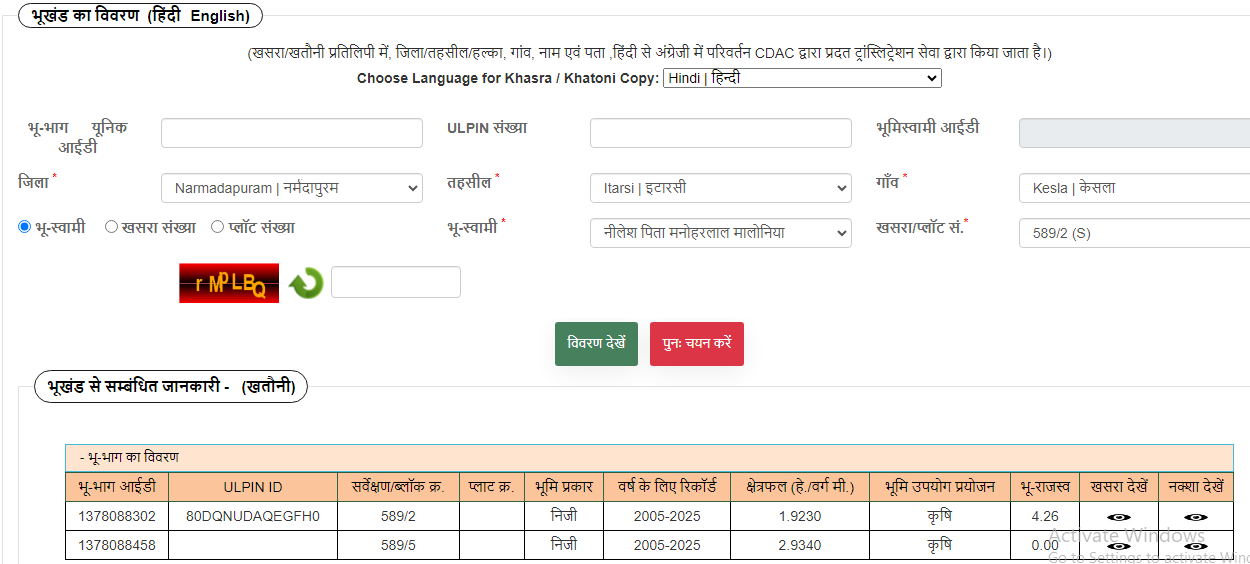 भूखंड का विवरण (हिंदी English)
(खसरा/खतौनी प्रतिलिपी में, जिला/तहसील/हल्का, गांव, नाम एवं पता ,हिंदी से अंग्रेजी में परिवर्तन CDAC द्वारा प्रदत ट्रांस्लिट्रेशन सेवा द्वारा किया जाता है।)
Choose Language for Khasra / Khatoni Copy: Hindi | हिन्दी
भू-भाग यूनिक आईडी ULPIN संख्या भूमिस्वामी आईडी
जिला * Narmadapuram | नर्मदापुरम तहसील * Itarsi | इटारसी गाँव * Kesla | केसला
भू-स्वामी खसरा संख्या प्लॉट संख्या भू-स्वामी * नीलेश पिता मनोहरलाल मालोनिया खसरा/प्लॉट सं.* 589/2 (S)
r MPLBQ
विवरण देखें पुनः चयन करें
भूखंड से सम्बंधित जानकारी - (खतौनी)
- भू-भाग का विवरण
भू-भाग आईडी ULPIN ID सर्वेक्षण/ब्लॉक क्र. प्लाट क्र. भूमि प्रकार वर्ष के लिए रिकॉर्ड क्षेत्रफल (हे./वर्ग मी.) भूमि उपयोग प्रयोजन भू-राजस्व खसरा देखें नक्शा देखें
1378088302 80DQNUDAQEGFH0 589/2 निजी 2005-2025 1.9230 कृषि 4.26
1378088458 589/5 निजी 2005-2025 2.9340 कृषि 0.00
Activate Windows
Go to Settings to activate Wind